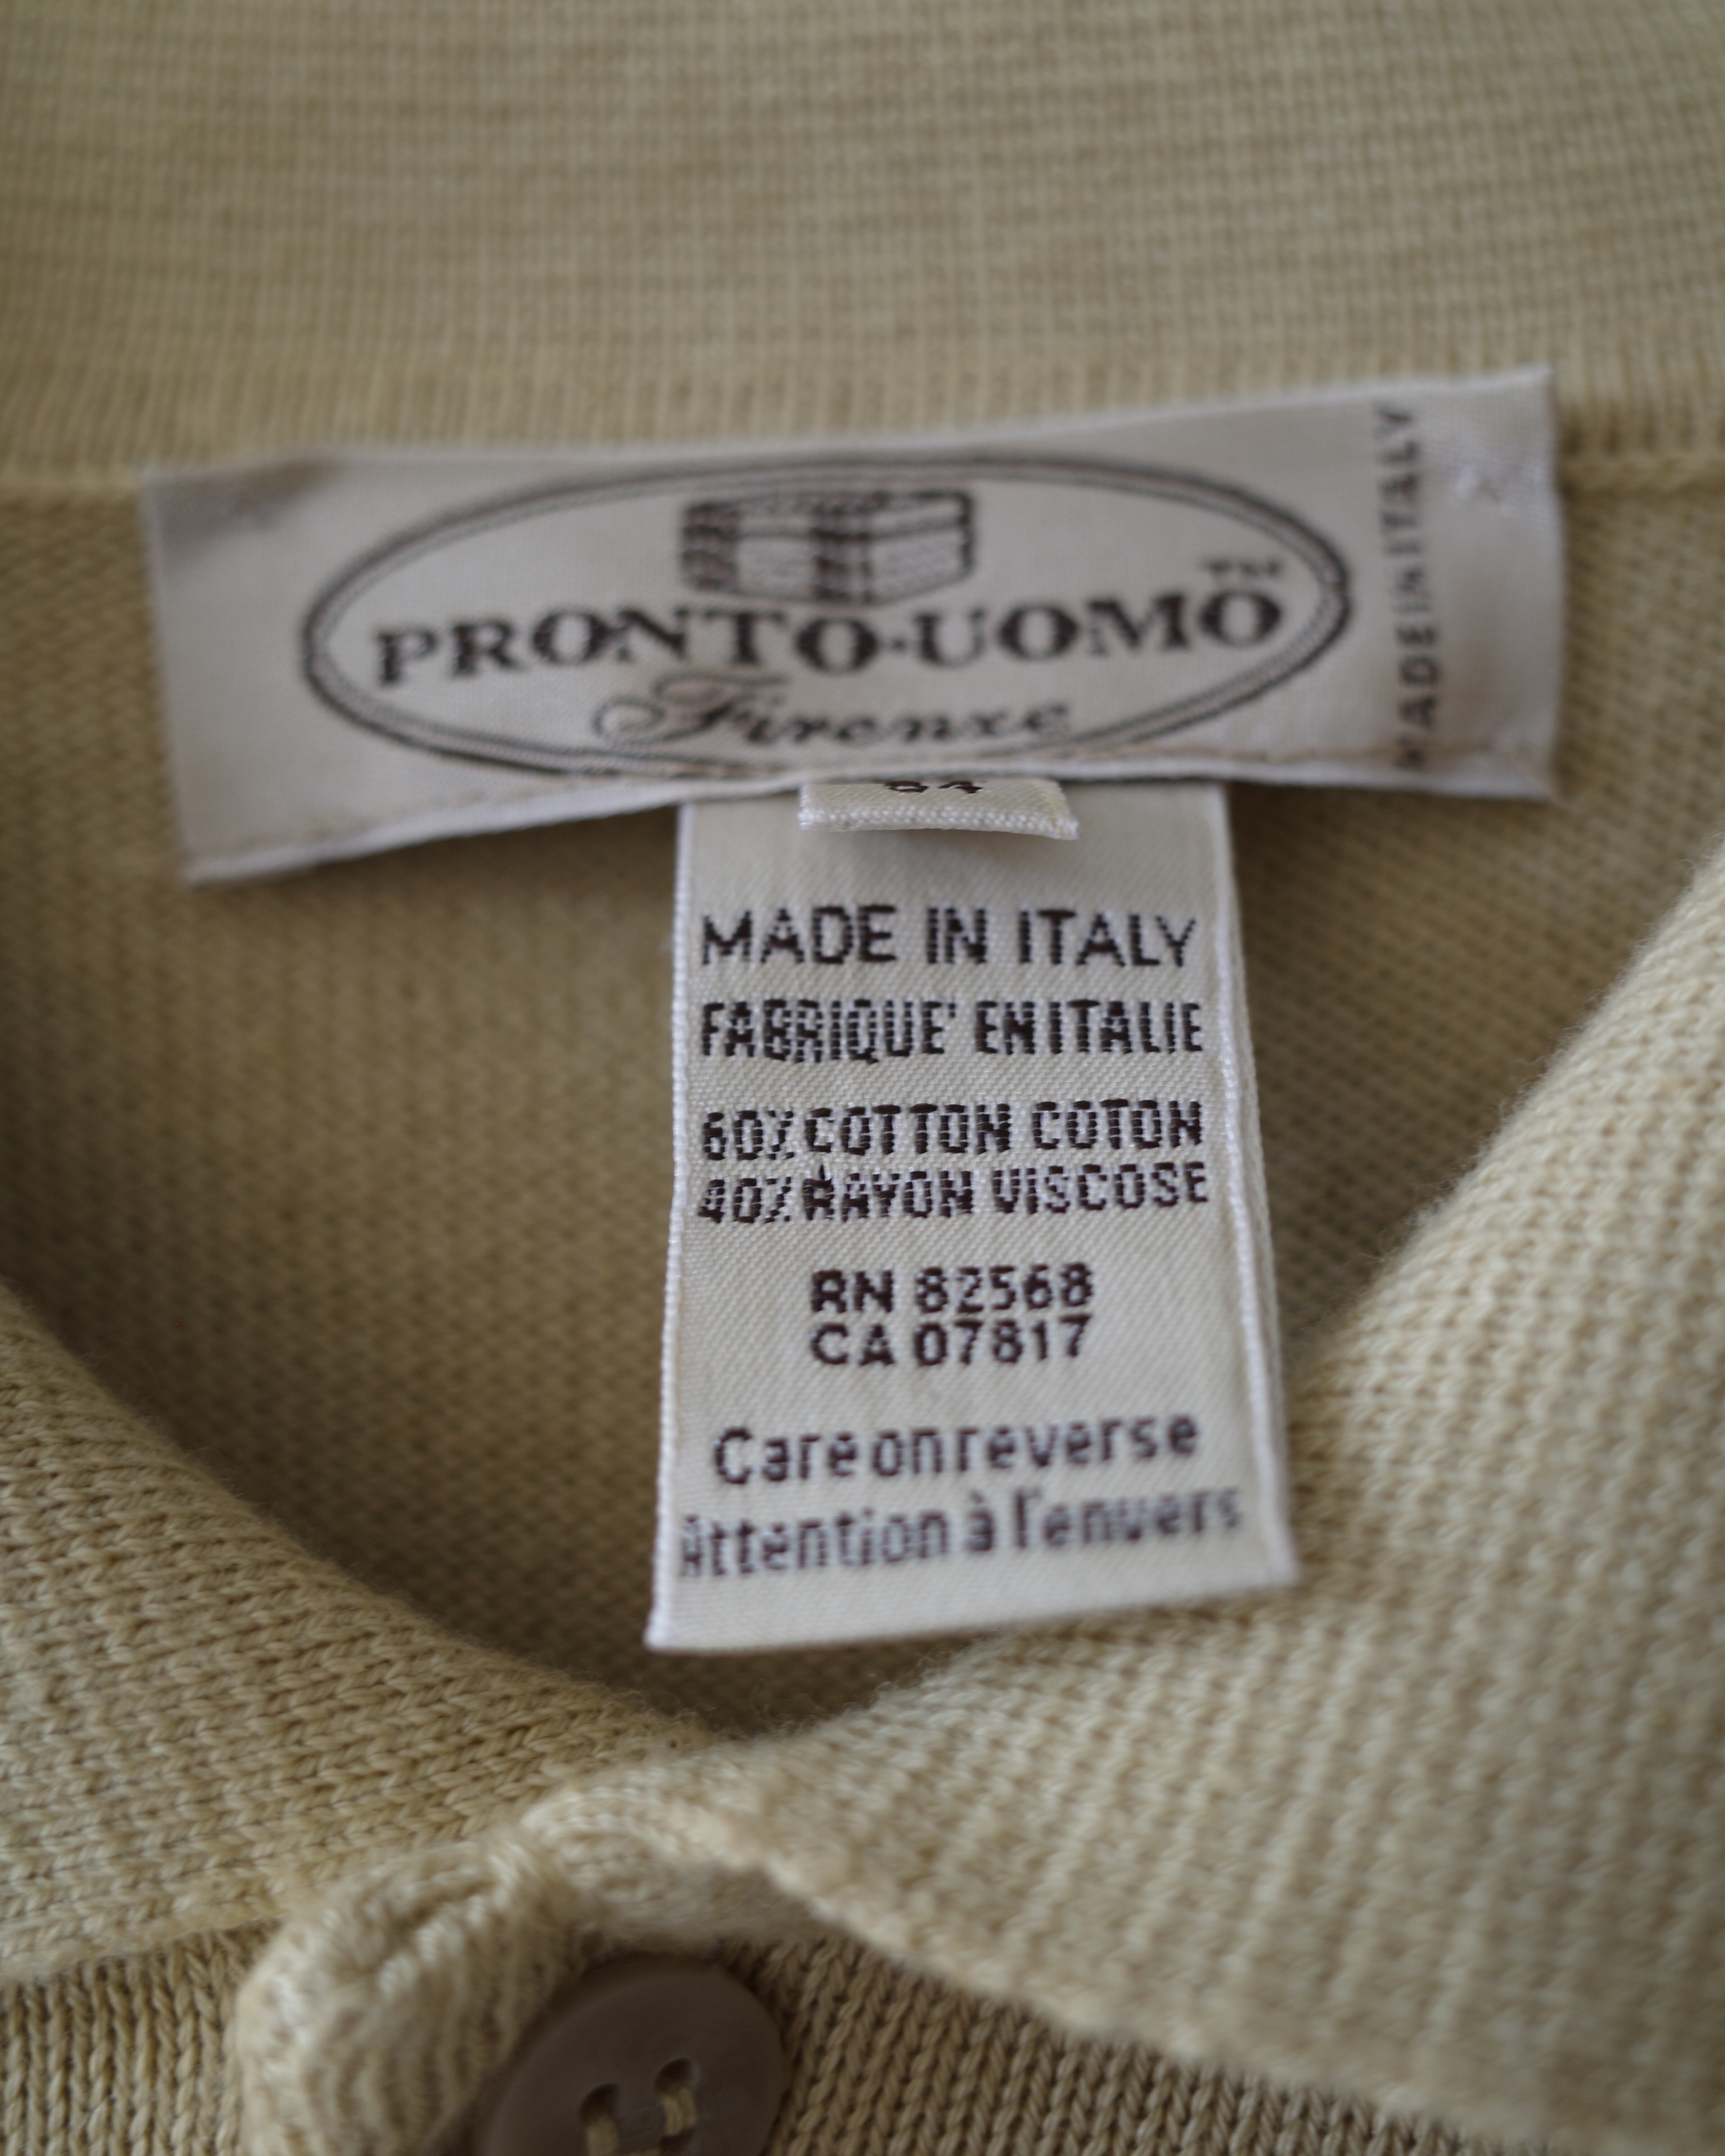 PRONTO-UOMO™
Firenze
MADE IN ITALY
MADE IN ITALY
FABRIQUE' EN ITALIE
60% COTTON COTON
40% RAYON VISCOSE
RN 82568
CA 07817
Care on reverse
Attention à l'envers